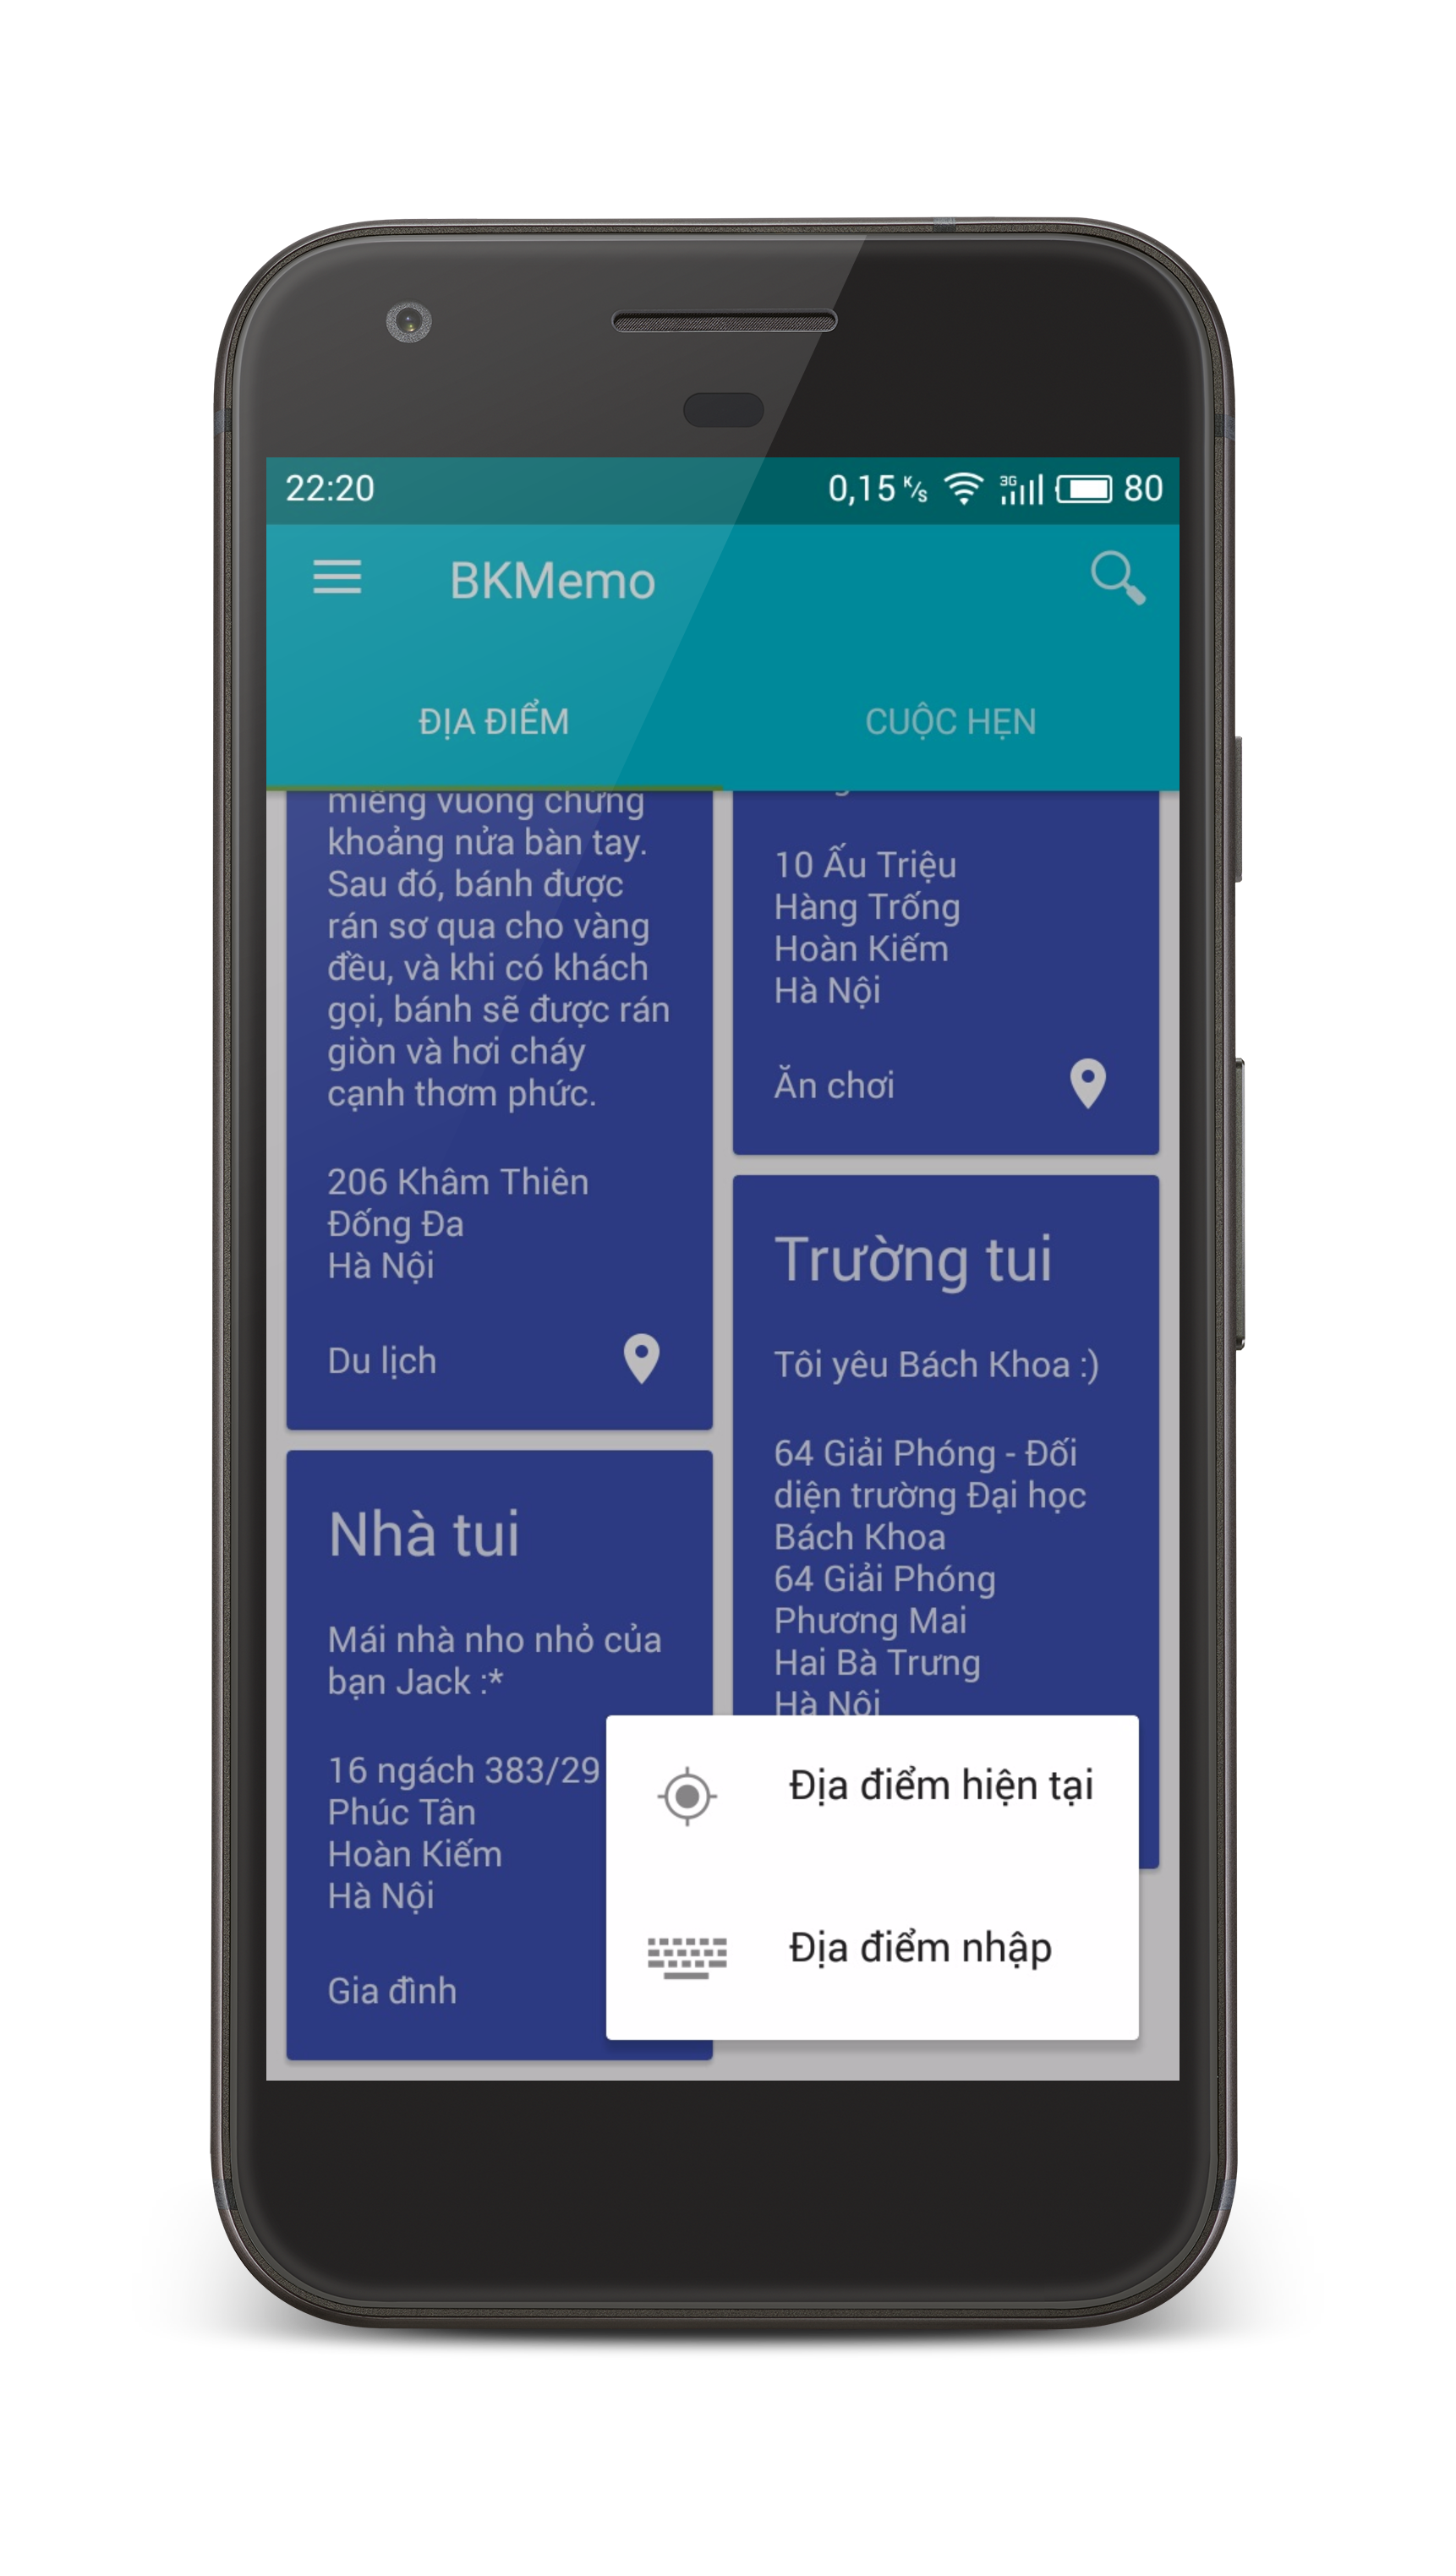 22:20
0,15 K/s
3G
80
BKMemo
ĐỊA ĐIỂM
CUỘC HẸN
miếng vuông chừng
khoảng nửa bàn tay.
Sau đó, bánh được
rán sơ qua cho vàng
đều, và khi có khách
gọi, bánh sẽ được rán
giòn và hơi cháy
cạnh thơm phức.
206 Khâm Thiên
Đống Đa
Hà Nội
Du lịch
Nhà tui
Mái nhà nho nhỏ của
bạn Jack :*
16 ngách 383/29
Phúc Tân
Hoàn Kiếm
Hà Nội
Gia đình
10 Ấu Triệu
Hàng Trống
Hoàn Kiếm
Hà Nội
Ăn chơi
Trường tui
Tôi yêu Bách Khoa :)
64 Giải Phóng - Đối
diện trường Đại học
Bách Khoa
64 Giải Phóng
Phương Mai
Hai Bà Trưng
Hà Nội
Địa điểm hiện tại
Địa điểm nhập